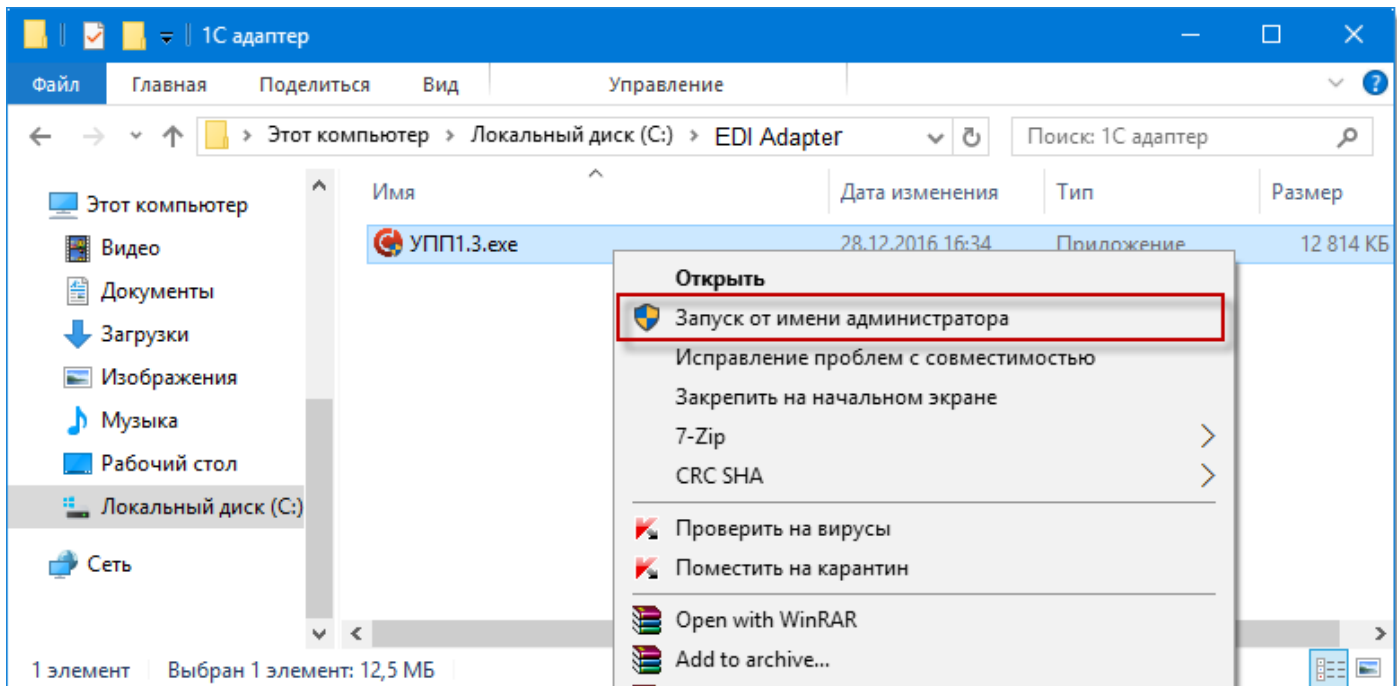 1С адаптер
Файл Главная Поделиться Вид Управление
Этот компьютер Локальный диск (C:) EDI Adapter Поиск: 1С адаптер
Имя Дата изменения Тип Размер
УПП1.3.exe 28.12.2016 16:34 Приложение 12 814 КБ
Этот компьютер
Видео
Документы
Загрузки
Изображения
Музыка
Рабочий стол
Локальный диск (C:)
Сеть
Открыть
Запуск от имени администратора
Исправление проблем с совместимостью
Закрепить на начальном экране
7-Zip
CRC SHA
Проверить на вирусы
Поместить на карантин
Open with WinRAR
Add to archive...
1 элемент Выбран 1 элемент: 12,5 МБ